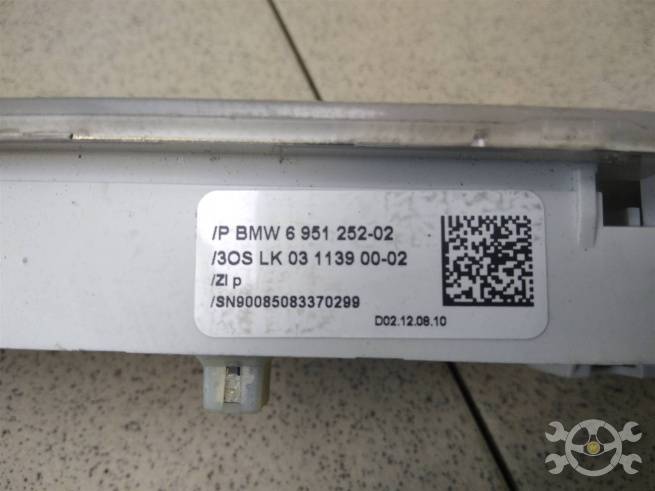 /P BMW 6 951 252-02
/3OS LK 03 1139 00-02
/ZI p
/SN90085083370299
D02.12.08.10